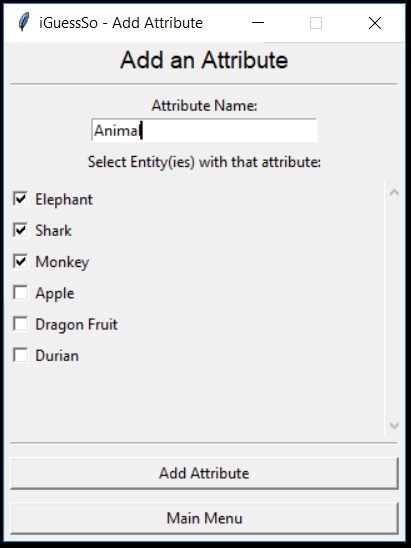 iGuessSo - Add Attribute
Add an Attribute
Attribute Name:
Animal
Select Entity(ies) with that attribute:
Elephant
Shark
Monkey
Apple
Dragon Fruit
Durian
Add Attribute
Main Menu